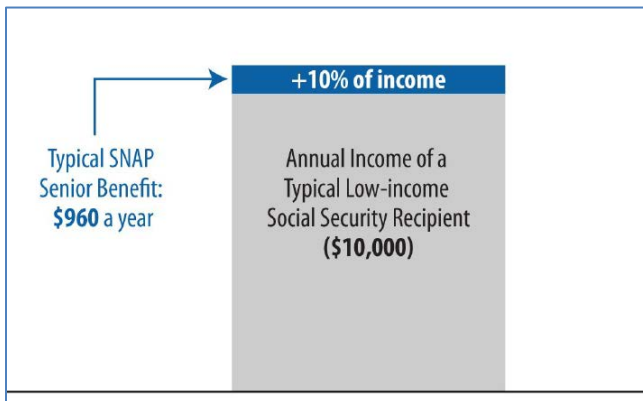 +10% of income
Typical SNAP
Senior Benefit:
$960 a year
Annual Income of a
Typical Low-income
Social Security Recipient
($10,000)